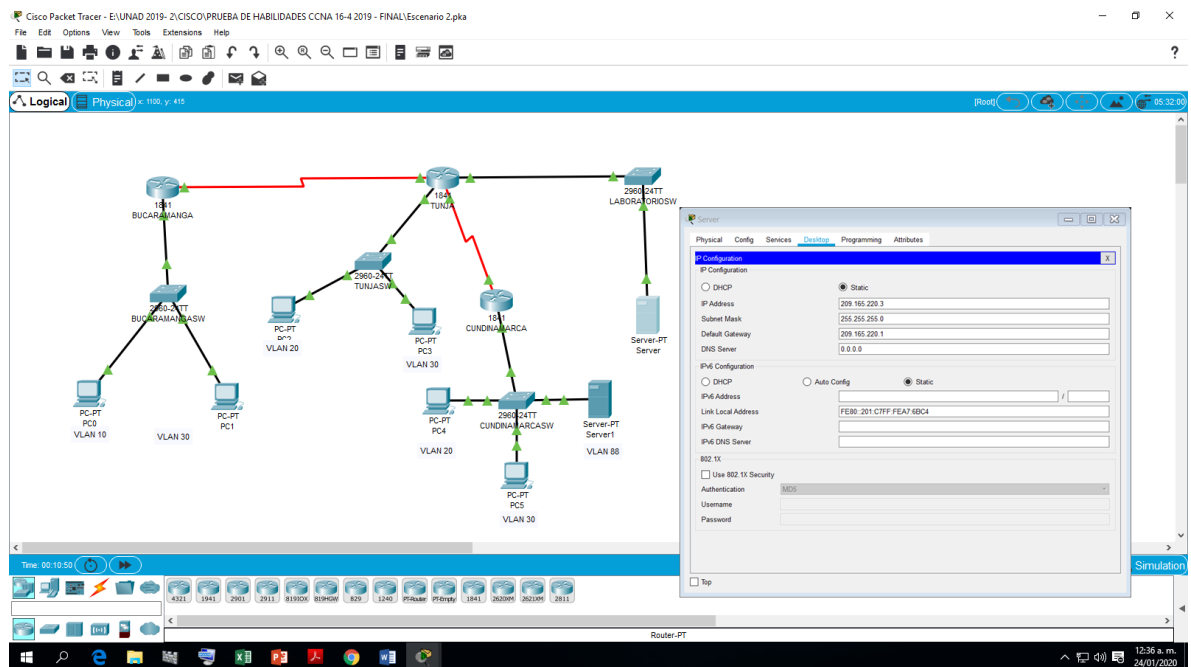 Cisco Packet Tracer - E:\UNAD 2019- 2\CISCO\PRUEBA DE HABILIDADES CCNA 16-4 2019 - FINAL\Escenario 2.pka
File Edit Options View Tools Extensions Help
Logical Physical x: 1100, y: 415 [Root] 05:32:00
1841
BUCARAMANGA
1841
TUNJA
2960-24TT
LABORATORIOSW
2960-24TT
TUNJASW
2960-24TT
BUCARAMANGASW
1841
CUNDINAMARCA
PC-PT
PC2
VLAN 20
PC-PT
PC3
VLAN 30
Server-PT
Server
PC-PT
PC0
VLAN 10
PC-PT
PC1
VLAN 30
PC-PT
PC4
VLAN 20
2960-24TT
CUNDINAMARCASW
Server-PT
Server1
VLAN 88
PC-PT
PC5
VLAN 30
Server
Physical Config Services Desktop Programming Attributes
IP Configuration X
IP Configuration
DHCP Static
IP Address 209.165.220.3
Subnet Mask 255.255.255.0
Default Gateway 209.165.220.1
DNS Server 0.0.0.0
IPv6 Configuration
DHCP Auto Config Static
IPv6 Address /
Link Local Address FE80::201:C7FF:FEA7:6BC4
IPv6 Gateway
IPv6 DNS Server
802.1X
Use 802.1X Security
Authentication MD5
Username
Password
Top
Time: 00:10:50 Simulation
4321 1941 2901 2911 819IOX 819HGW 829 1240 PT-Router PT-Empty 1841 2620XM 2621XM 2811
Router-PT
12:36 a. m.
24/01/2020